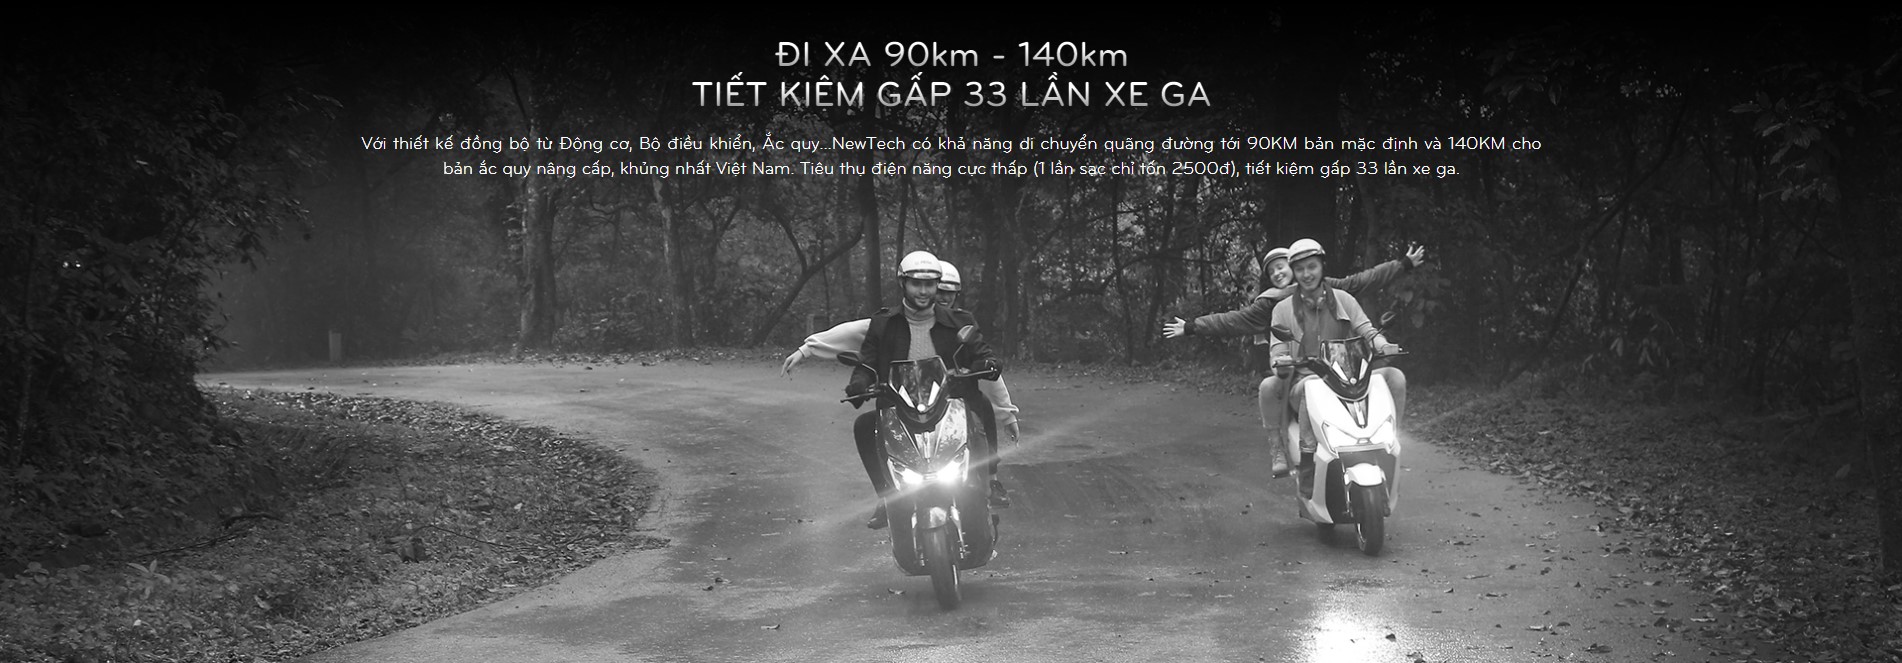 ĐI XA 90km - 140km
TIẾT KIỆM GẤP 33 LẦN XE GA
Với thiết kế đồng bộ từ Động cơ, Bộ điều khiển, Ắc quy...NewTech có khả năng di chuyển quãng đường tới 90KM bản mặc định và 140KM cho
bản ắc quy nâng cấp, khủng nhất Việt Nam. Tiêu thụ điện năng cực thấp (1 lần sạc chỉ tốn 2500đ), tiết kiệm gấp 33 lần xe ga.